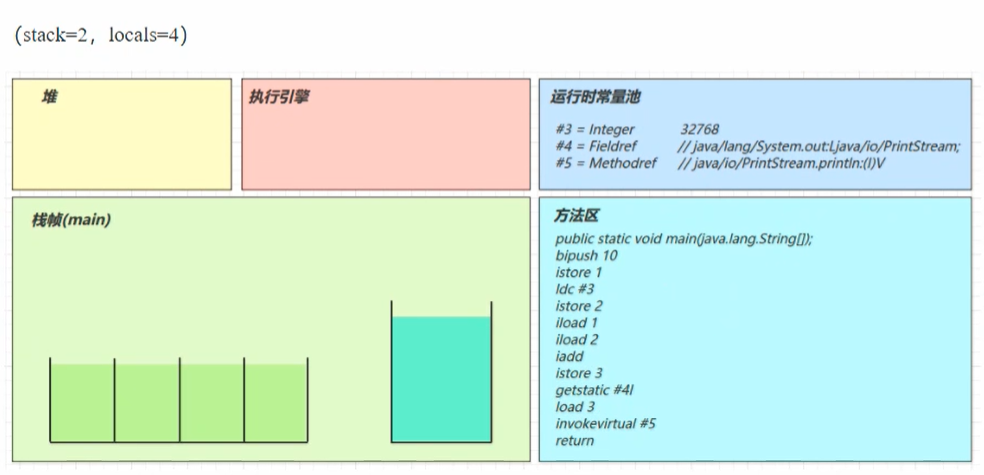 (stack=2, locals=4)
堆
执行引擎
运行时常量池
#3 = Integer 32768
#4 = Fieldref // java/lang/System.out:Ljava/io/PrintStream;
#5 = Methodref // java/io/PrintStream.println:(I)V
栈帧(main)
方法区
public static void main(java.lang.String[]);
bipush 10
istore 1
ldc #3
istore 2
iload 1
iload 2
iadd
istore 3
getstatic #4I
load 3
invokevirtual #5
return